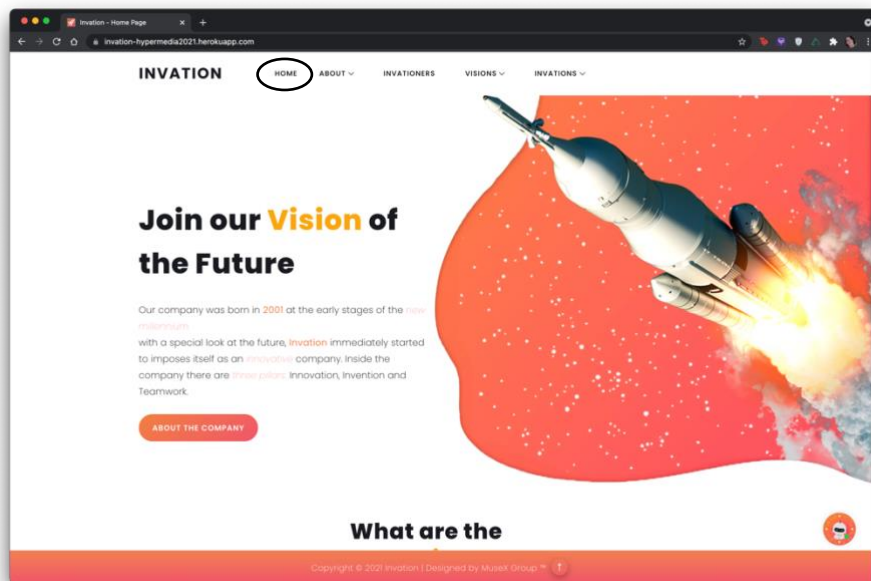 Invation – Home Page
invation-hypermedia2021.herokuapp.com
INVATION HOME ABOUT INVATIONERS VISIONS INVATIONS
Join our Vision of
the Future
Our company was born in 2001 at the early stages of the new
millennium
with a special look at the future, Invation immediately started
to imposes itself as an innovative company. Inside the
company there are three pilars: Innovation, Invention and
Teamwork.
ABOUT THE COMPANY
What are the
Copyright © 2021 Invation | Designed by MuseX Group ™